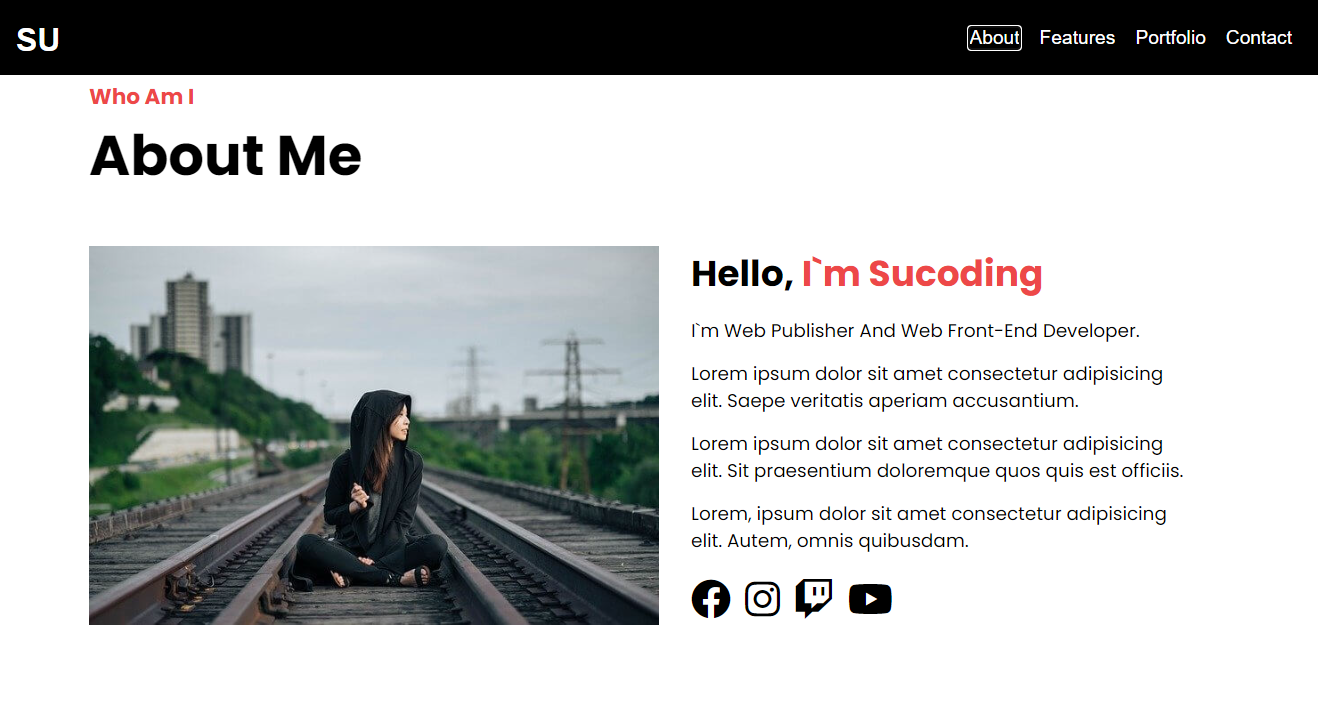 SU
About Features Portfolio Contact
Who Am I
About Me
Hello, I`m Sucoding
I`m Web Publisher And Web Front-End Developer.
Lorem ipsum dolor sit amet consectetur adipisicing
elit. Saepe veritatis aperiam accusantium.
Lorem ipsum dolor sit amet consectetur adipisicing
elit. Sit praesentium doloremque quos quis est officiis.
Lorem, ipsum dolor sit amet consectetur adipisicing
elit. Autem, omnis quibusdam.